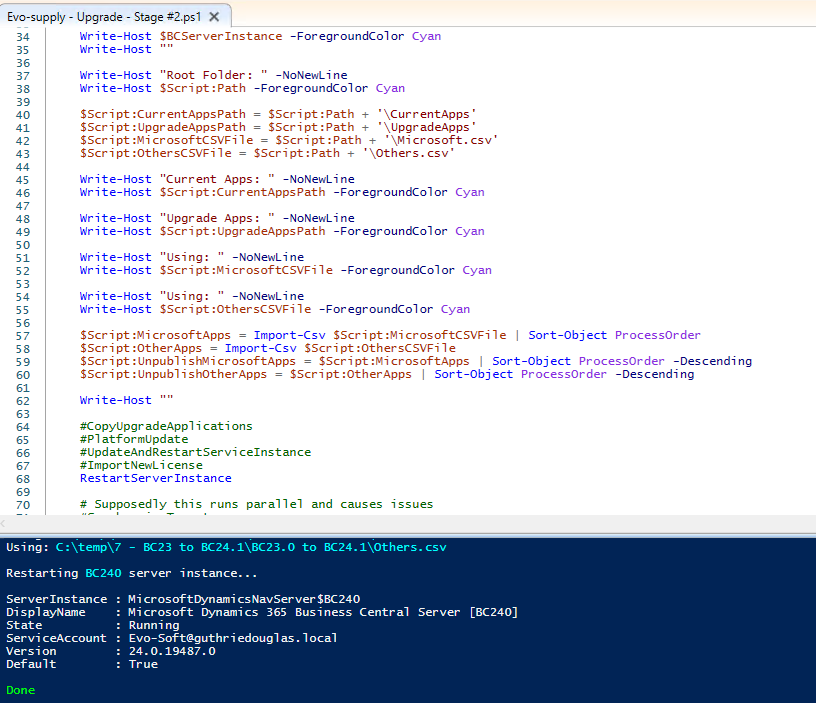 Evo-supply - Upgrade - Stage #2.ps1 X
34 Write-Host $BCServerInstance -ForegroundColor Cyan
35 Write-Host ""
36
37 Write-Host "Root Folder: " -NoNewLine
38 Write-Host $Script:Path -ForegroundColor Cyan
39
40 $Script:CurrentAppsPath = $Script:Path + '\CurrentApps'
41 $Script:UpgradeAppsPath = $Script:Path + '\UpgradeApps'
42 $Script:MicrosoftCSVFile = $Script:Path + '\Microsoft.csv'
43 $Script:OthersCSVFile = $Script:Path + '\Others.csv'
44
45 Write-Host "Current Apps: " -NoNewLine
46 Write-Host $Script:CurrentAppsPath -ForegroundColor Cyan
47
48 Write-Host "Upgrade Apps: " -NoNewLine
49 Write-Host $Script:UpgradeAppsPath -ForegroundColor Cyan
50
51 Write-Host "Using: " -NoNewLine
52 Write-Host $Script:MicrosoftCSVFile -ForegroundColor Cyan
53
54 Write-Host "Using: " -NoNewLine
55 Write-Host $Script:OthersCSVFile -ForegroundColor Cyan
56
57 $Script:MicrosoftApps = Import-Csv $Script:MicrosoftCSVFile | Sort-Object ProcessOrder
58 $Script:OtherApps = Import-Csv $Script:OthersCSVFile
59 $Script:UnpublishMicrosoftApps = $Script:MicrosoftApps | Sort-Object ProcessOrder -Descending
60 $Script:UnpublishOtherApps = $Script:OtherApps | Sort-Object ProcessOrder -Descending
61
62 Write-Host ""
63
64 #CopyUpgradeApplications
65 #PlatformUpdate
66 #UpdateAndRestartServiceInstance
67 #ImportNewLicense
68 RestartServerInstance
69
70 # Supposedly this runs parallel and causes issues
Using: C:\temp\7 - BC23 to BC24.1\BC23.0 to BC24.1\Others.csv
Restarting BC240 server instance...
ServerInstance : MicrosoftDynamicsNavServer$BC240
DisplayName : Microsoft Dynamics 365 Business Central Server [BC240]
State : Running
ServiceAccount : Evo-Soft@guthriedouglas.local
Version : 24.0.19487.0
Default : True
Done